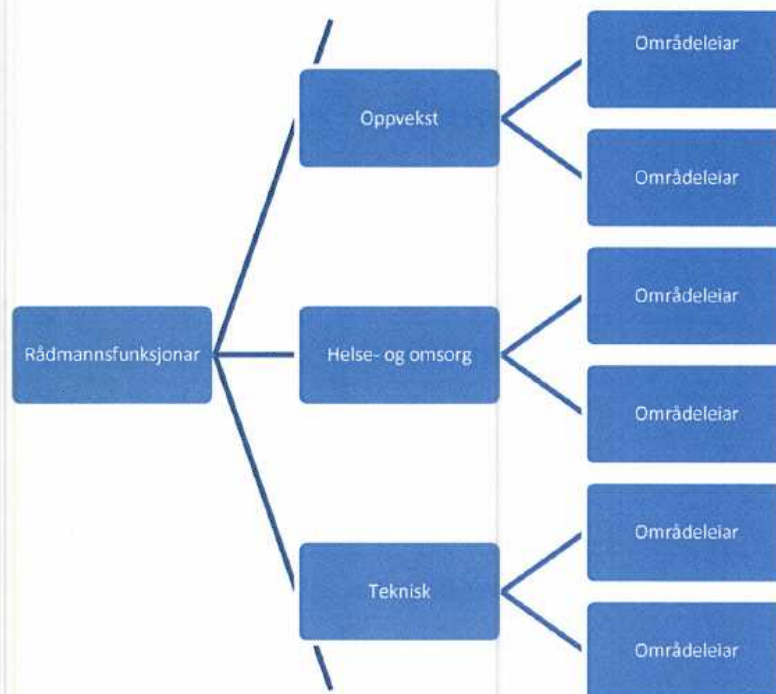 Områdeleiar
Oppvekst
Områdeleiar
Områdeleiar
Rådmannsfunksjonar
Helse- og omsorg
Områdeleiar
Områdeleiar
Teknisk
Områdeleiar